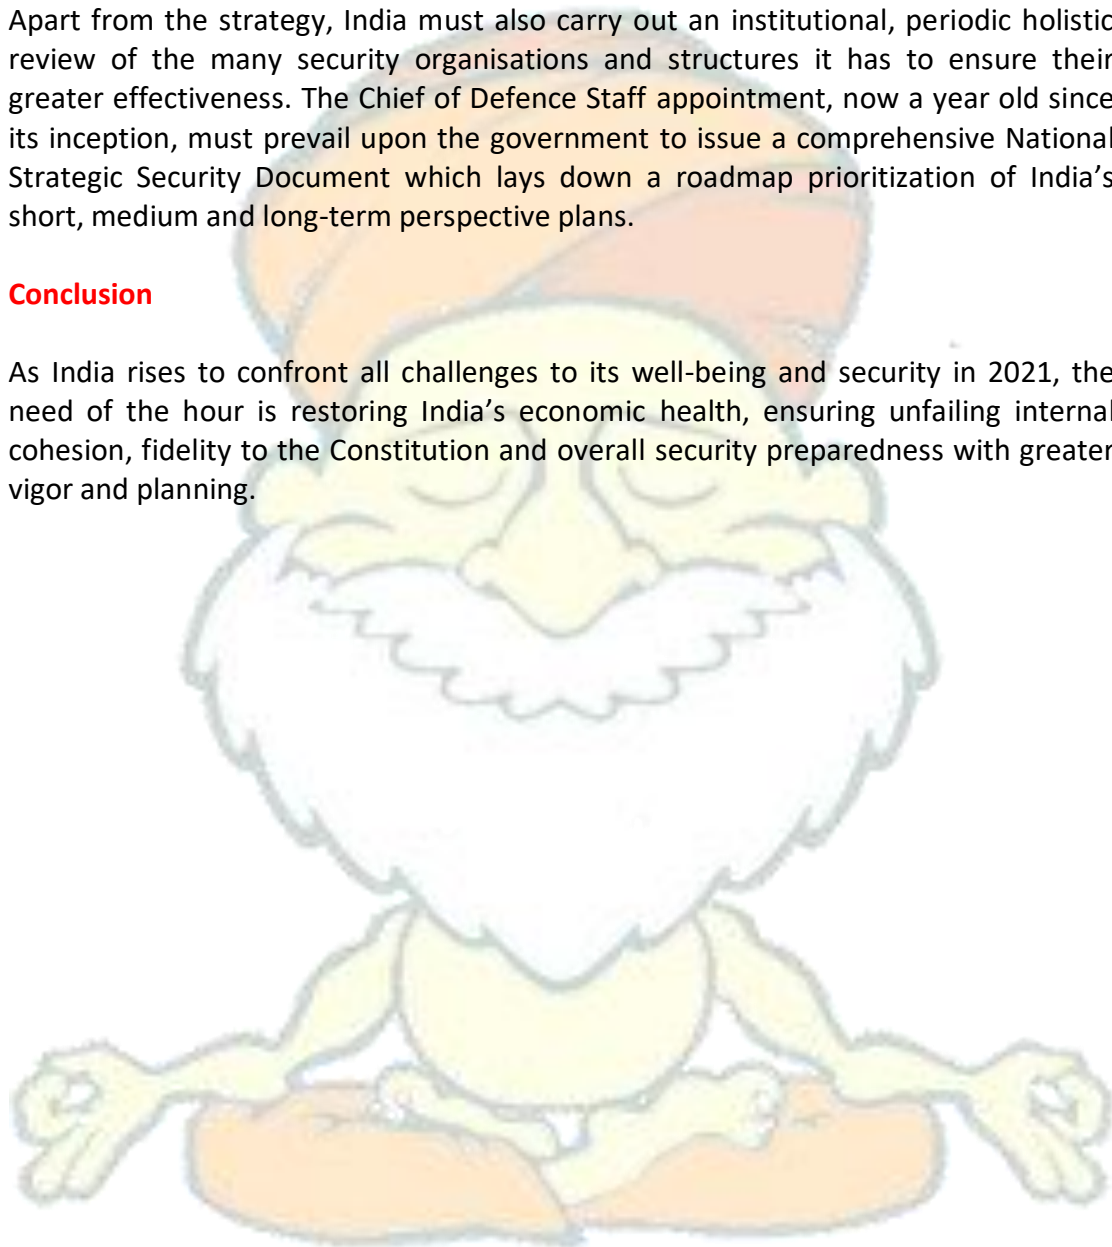 Apart from the strategy, India must also carry out an institutional, periodic holistic
review of the many security organisations and structures it has to ensure their
greater effectiveness. The Chief of Defence Staff appointment, now a year old since
its inception, must prevail upon the government to issue a comprehensive National
Strategic Security Document which lays down a roadmap prioritization of India’s
short, medium and long-term perspective plans.
Conclusion
As India rises to confront all challenges to its well-being and security in 2021, the
need of the hour is restoring India’s economic health, ensuring unfailing internal
cohesion, fidelity to the Constitution and overall security preparedness with greater
vigor and planning.